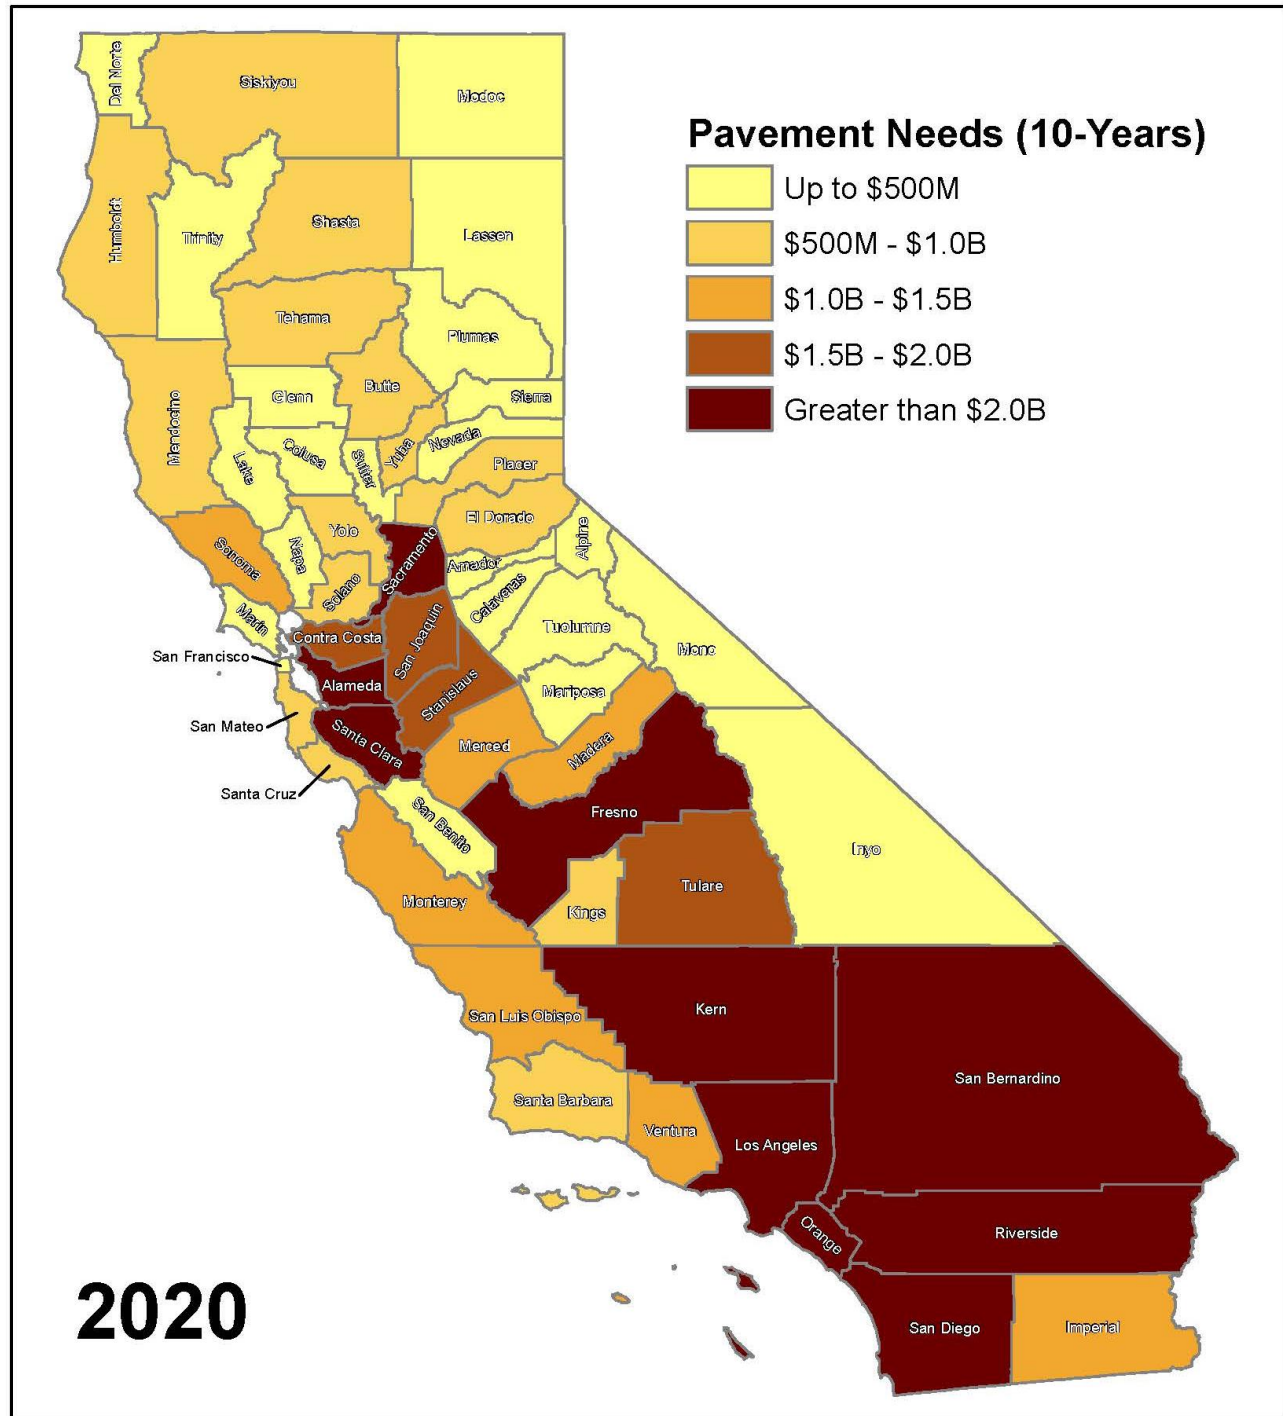 Pavement Needs (10-Years)
Up to $500M
$500M - $1.0B
$1.0B - $1.5B
$1.5B - $2.0B
Greater than $2.0B
Del Norte
Siskiyou
Modoc
Humboldt
Trinity
Shasta
Lassen
Tehama
Plumas
Mendocino
Glenn
Butte
Sierra
Lake
Colusa
Sutter
Yuba
Nevada
Placer
Sonoma
Napa
Yolo
Solano
Sacramento
El Dorado
Amador
Alpine
Calaveras
Marin
Contra Costa
San Joaquin
Tuolumne
Mono
San Francisco
Alameda
Stanislaus
Mariposa
San Mateo
Santa Clara
Merced
Madera
Santa Cruz
San Benito
Fresno
Inyo
Monterey
Kings
Tulare
San Luis Obispo
Kern
San Bernardino
Santa Barbara
Ventura
Los Angeles
Orange
Riverside
San Diego
Imperial
2020